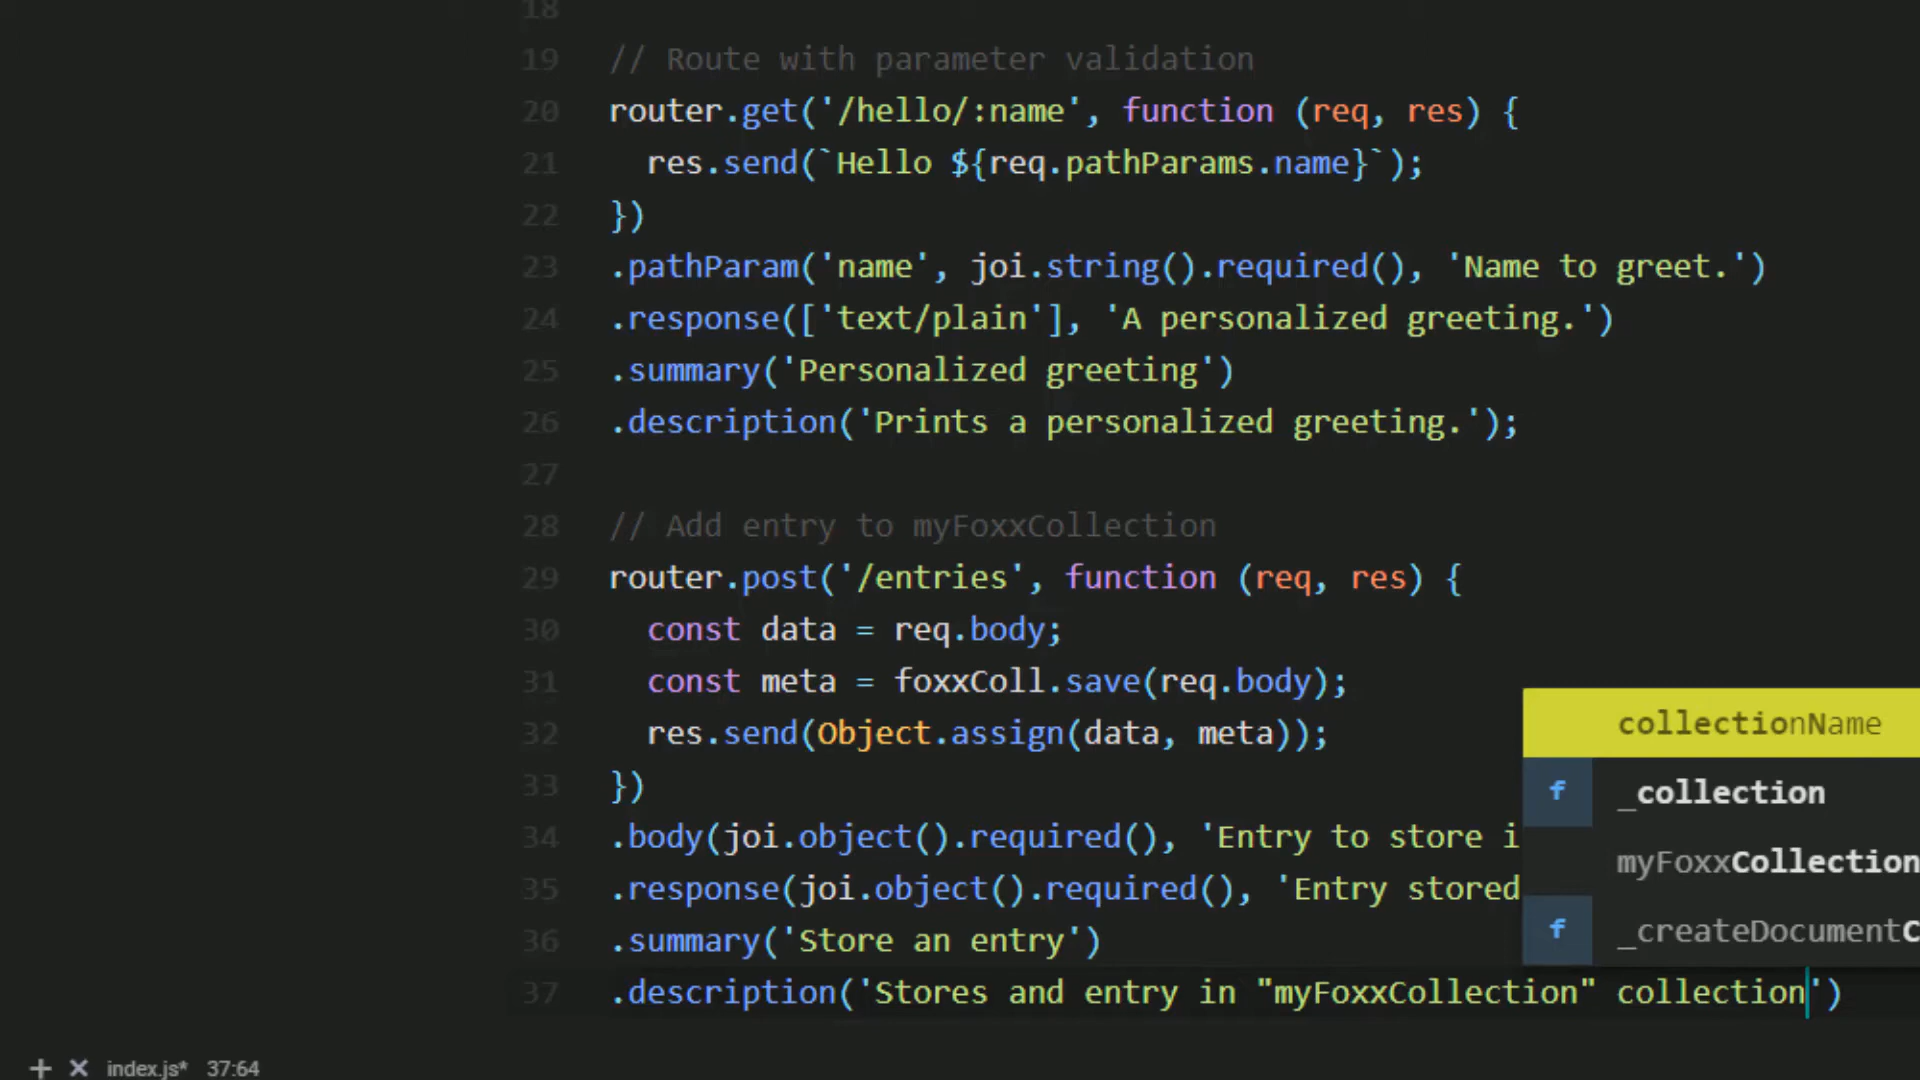 18
19 // Route with parameter validation
20 router.get('/hello/:name', function (req, res) {
21   res.send(`Hello ${req.pathParams.name}`);
22 })
23 .pathParam('name', joi.string().required(), 'Name to greet.')
24 .response(['text/plain'], 'A personalized greeting.')
25 .summary('Personalized greeting')
26 .description('Prints a personalized greeting.');
27
28 // Add entry to myFoxxCollection
29 router.post('/entries', function (req, res) {
30   const data = req.body;
31   const meta = foxxColl.save(req.body);
32   res.send(Object.assign(data, meta));
33 })
34 .body(joi.object().required(), 'Entry to store i
35 .response(joi.object().required(), 'Entry stored
36 .summary('Store an entry')
37 .description('Stores and entry in "myFoxxCollection" collection')
collectionName
f _collection
myFoxxCollection
f _createDocumentC
+ × index.js* 37:64